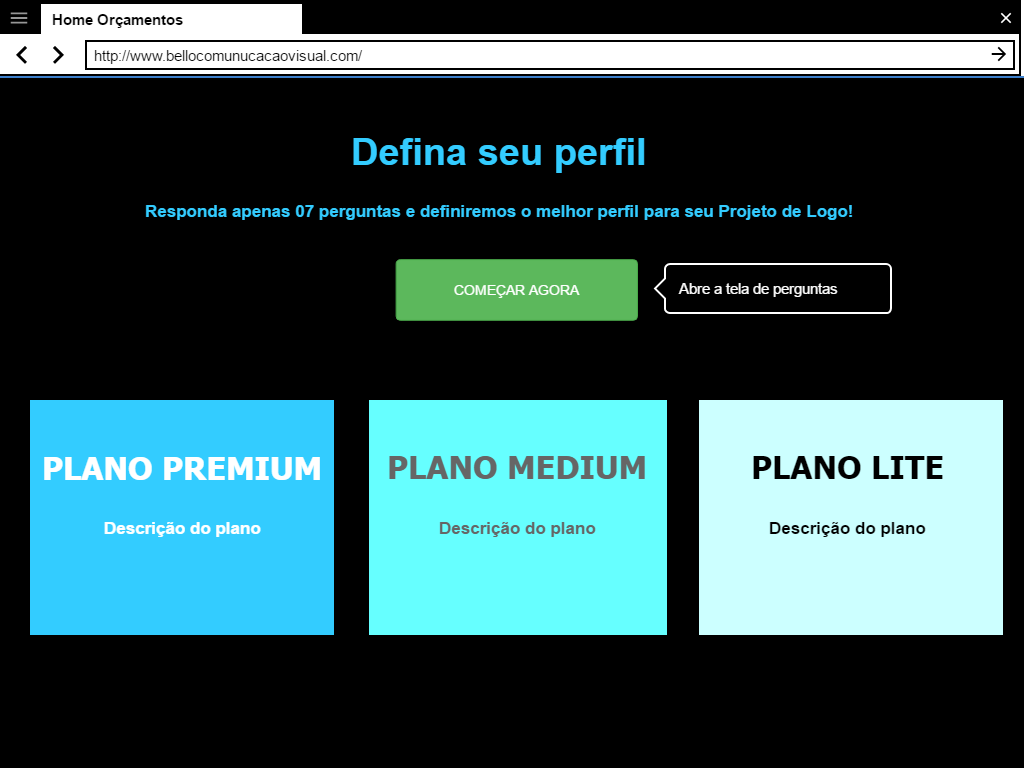 Home Orçamentos
http://www.bellocomunucacaovisual.com/
Defina seu perfil
Responda apenas 07 perguntas e definiremos o melhor perfil para seu Projeto de Logo!
COMEÇAR AGORA
Abre a tela de perguntas
PLANO PREMIUM
Descrição do plano
PLANO MEDIUM
Descrição do plano
PLANO LITE
Descrição do plano